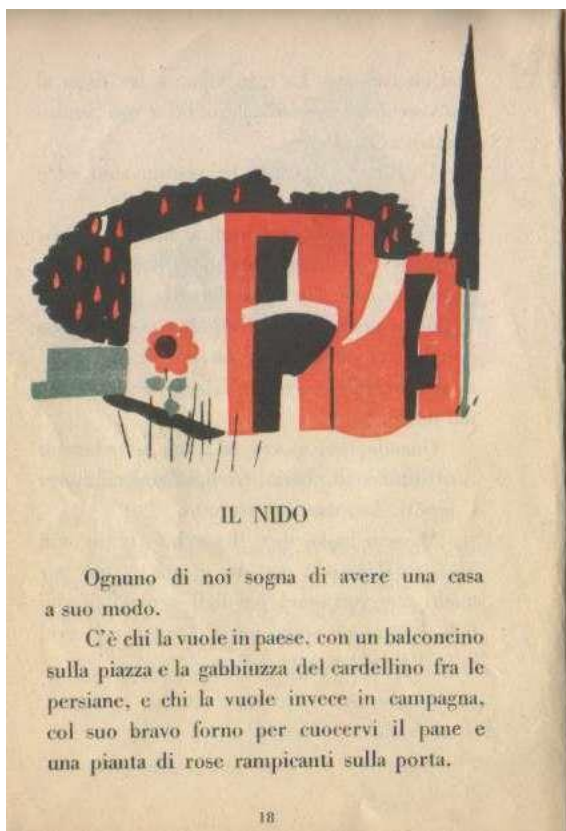 IL NIDO
Ognuno di noi sogna di avere una casa
a suo modo.
C'è chi la vuole in paese, con un balconcino
sulla piazza e la gabbiuzza del cardellino fra le
persiane, e chi la vuole invece in campagna,
col suo bravo forno per cuocervi il pane e
una pianta di rose rampicanti sulla porta.
18